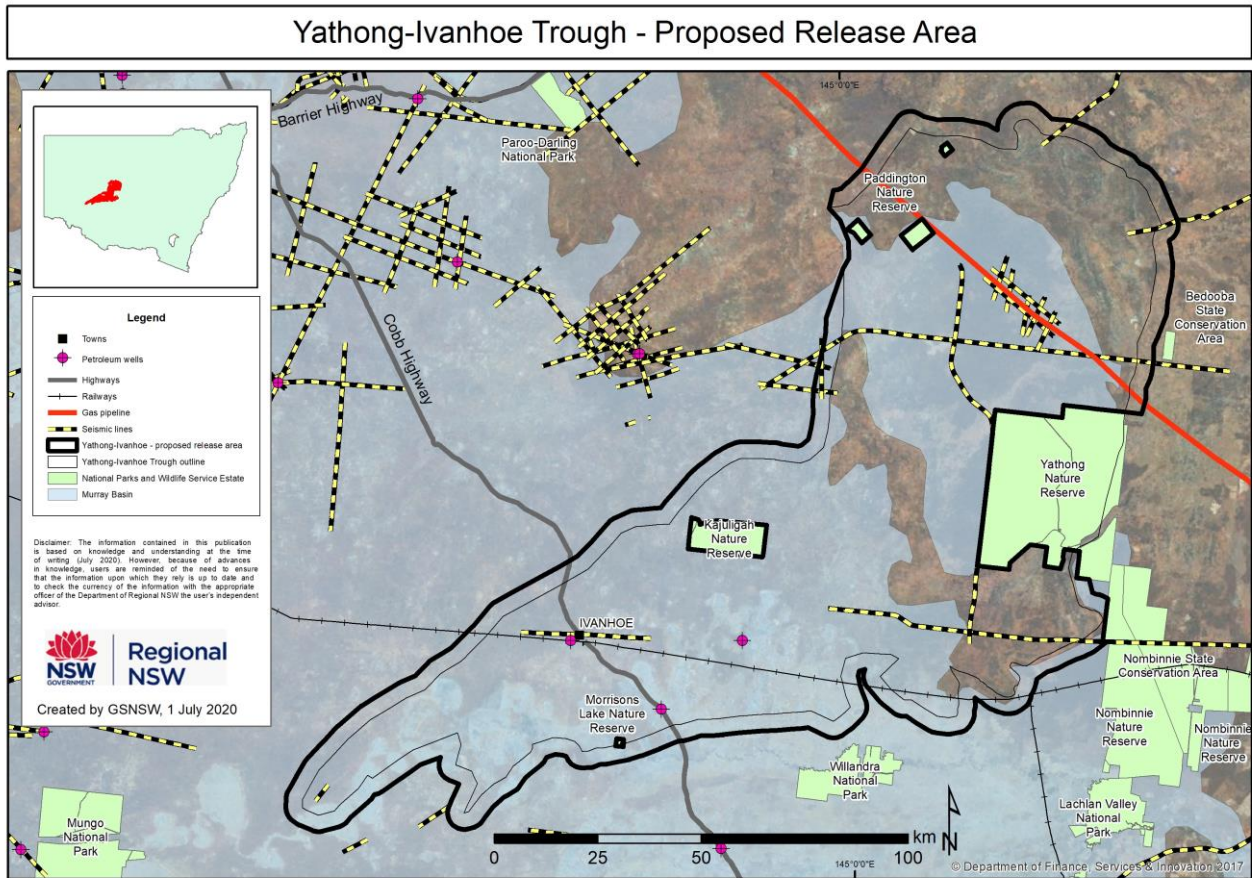 Yathong-Ivanhoe Trough - Proposed Release Area
145°0'0"E
Barrier Highway
Paroo-Darling
National Park
Paddington
Nature
Reserve
Bedooba
State
Conservation
Area
Cobb Highway
Yathong
Nature
Reserve
Kajuligah
Nature
Reserve
IVANHOE
Morrisons
Lake Nature
Reserve
Nombinnie State
Conservation Area
Nombinnie
Nature
Reserve
Nombinnie
Nature
Reserve
Willandra
National
Park
Lachlan Valley
National
Park
Mungo
National
Park
Legend
Towns
Petroleum wells
Highways
Railways
Gas pipeline
Seismic lines
Yathong-Ivanhoe - proposed release area
Yathong-Ivanhoe Trough outline
National Parks and Wildlife Service Estate
Murray Basin
Disclaimer: The information contained in this publication
is based on knowledge and understanding at the time
of writing (July 2020). However, because of advances
in knowledge, users are reminded of the need to ensure
that the information upon which they rely is up to date and
to check the currency of the information with the appropriate
officer of the Department of Regional NSW the user's independent
advisor.
NSW
GOVERNMENT
Regional
NSW
Created by GSNSW, 1 July 2020
km
0 25 50 100
N
145°0'0"E
© Department of Finance, Services & Innovation 2017